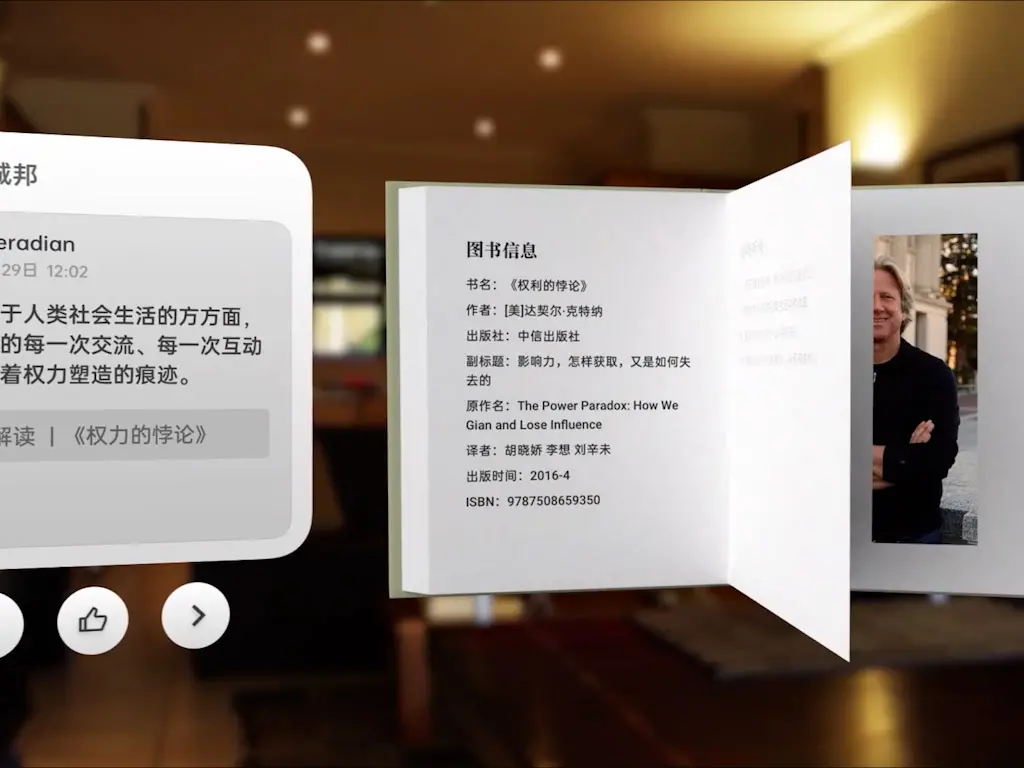 诚邦
eradian
29日 12:02
于人类社会生活的方方面，
的每一次交流、每一次互动
着权力塑造的痕迹。
解读 | 《权力的悖论》
图书信息
书名：《权利的悖论》
作者：[美]达契尔·克特纳
出版社：中信出版社
副标题：影响力，怎样获取，又是如何失
去的
原作名：The Power Paradox: How We
Gian and Lose Influence
译者：胡晓娇 李想 刘辛未
出版时间：2016-4
ISBN：9787508659350